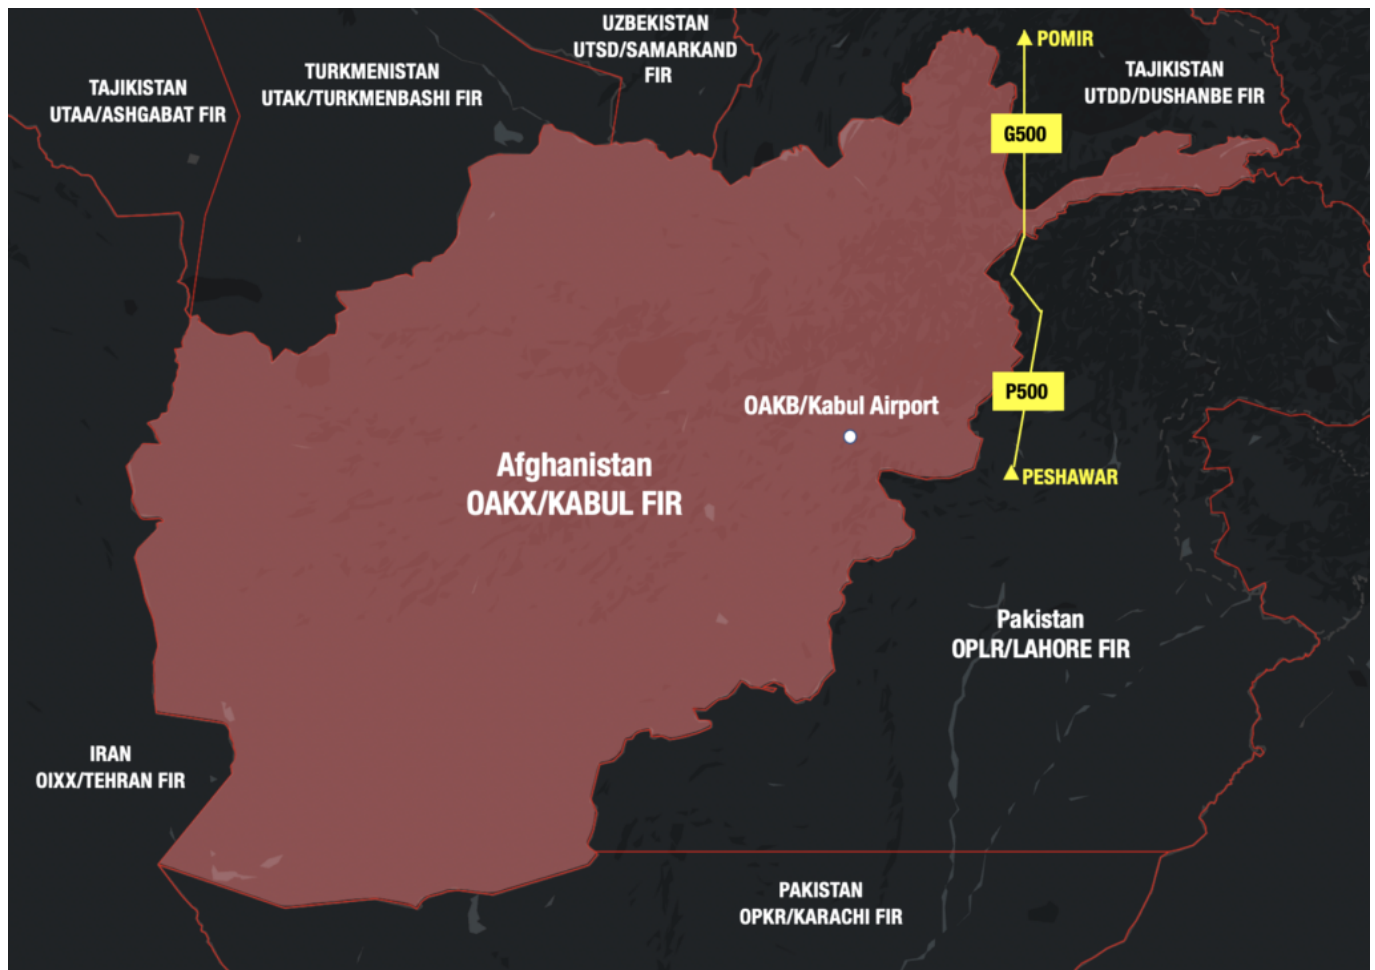 UZBEKISTAN
UTSD/SAMARKAND
FIR
POMIR
TAJIKISTAN
UTAA/ASHGABAT FIR
TURKMENISTAN
UTAK/TURKMENBASHI FIR
TAJIKISTAN
UTDD/DUSHANBE FIR
G500
P500
OAKB/Kabul Airport
Afghanistan
OAKX/KABUL FIR
PESHAWAR
Pakistan
OPLR/LAHORE FIR
IRAN
OIXX/TEHRAN FIR
PAKISTAN
OPKR/KARACHI FIR